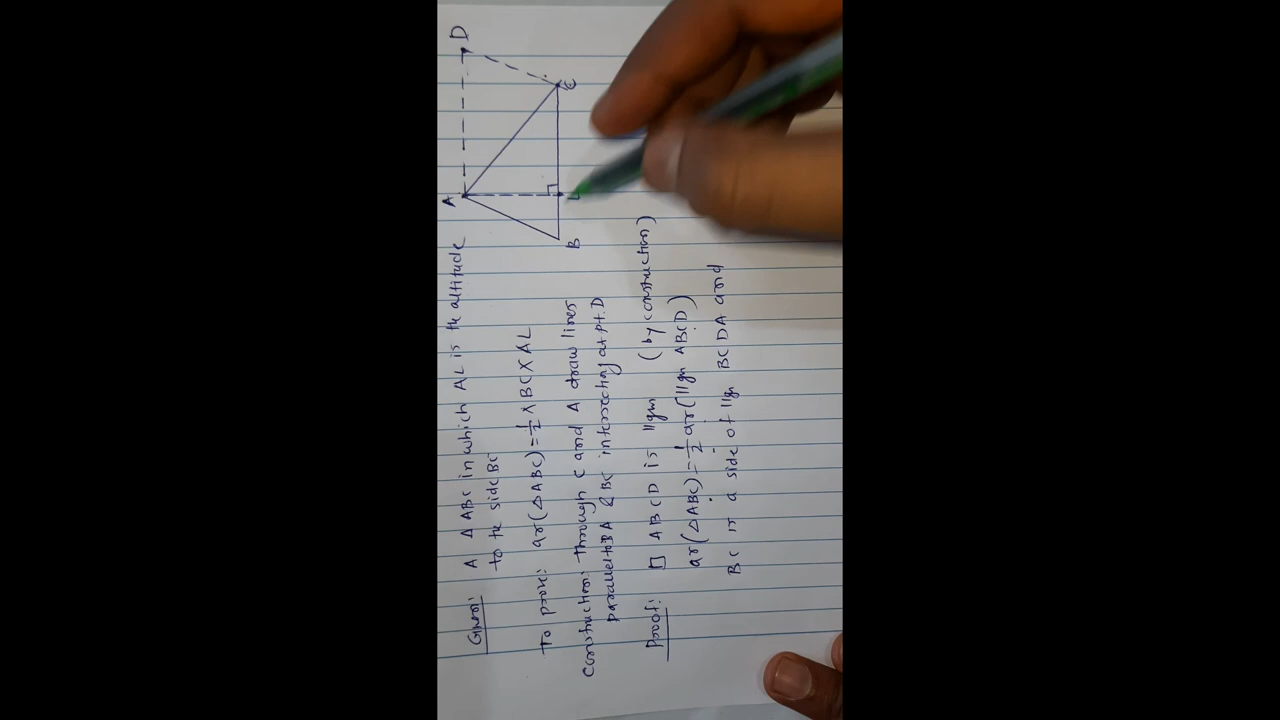 Given: A △ ABC in which AL is the altitude
to the side BC
To prove: ar(△ABC)=1/2 X BC X AL
Construction: Through C and A draw lines
parallel to BA & BC intersecting at pt.D
Proof: □ ABCD is ||gm (by construction)
ar(△ABC)=1/2 ar(||gm ABCD)
BC is a side of ||gm BCDA and
A
D
B
L
C